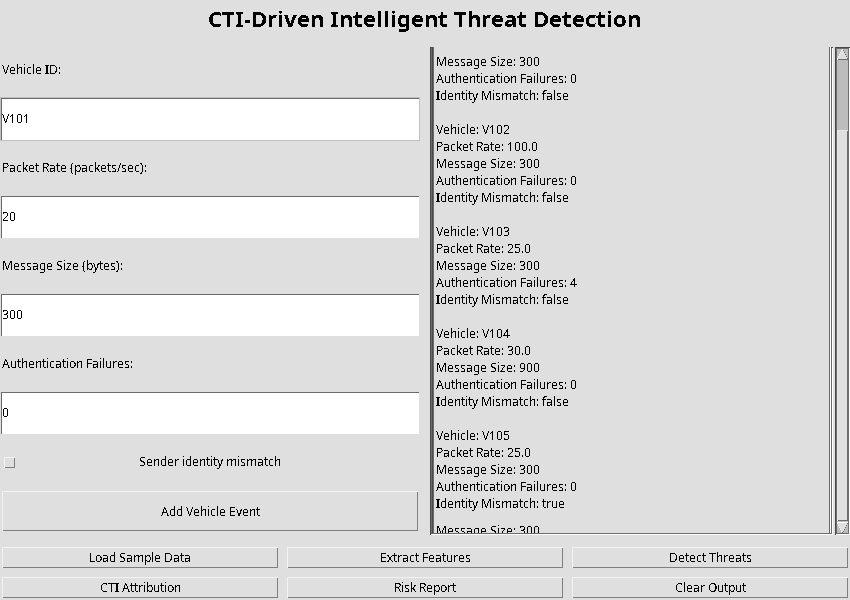 CTI-Driven Intelligent Threat Detection
Vehicle ID:
V101
Packet Rate (packets/sec):
20
Message Size (bytes):
300
Authentication Failures:
0
Sender identity mismatch
Add Vehicle Event
Message Size: 300
Authentication Failures: 0
Identity Mismatch: false
Vehicle: V102
Packet Rate: 100.0
Message Size: 300
Authentication Failures: 0
Identity Mismatch: false
Vehicle: V103
Packet Rate: 25.0
Message Size: 300
Authentication Failures: 4
Identity Mismatch: false
Vehicle: V104
Packet Rate: 30.0
Message Size: 900
Authentication Failures: 0
Identity Mismatch: false
Vehicle: V105
Packet Rate: 25.0
Message Size: 300
Authentication Failures: 0
Identity Mismatch: true
Message Size: 300
Load Sample Data
Extract Features
Detect Threats
CTI Attribution
Risk Report
Clear Output